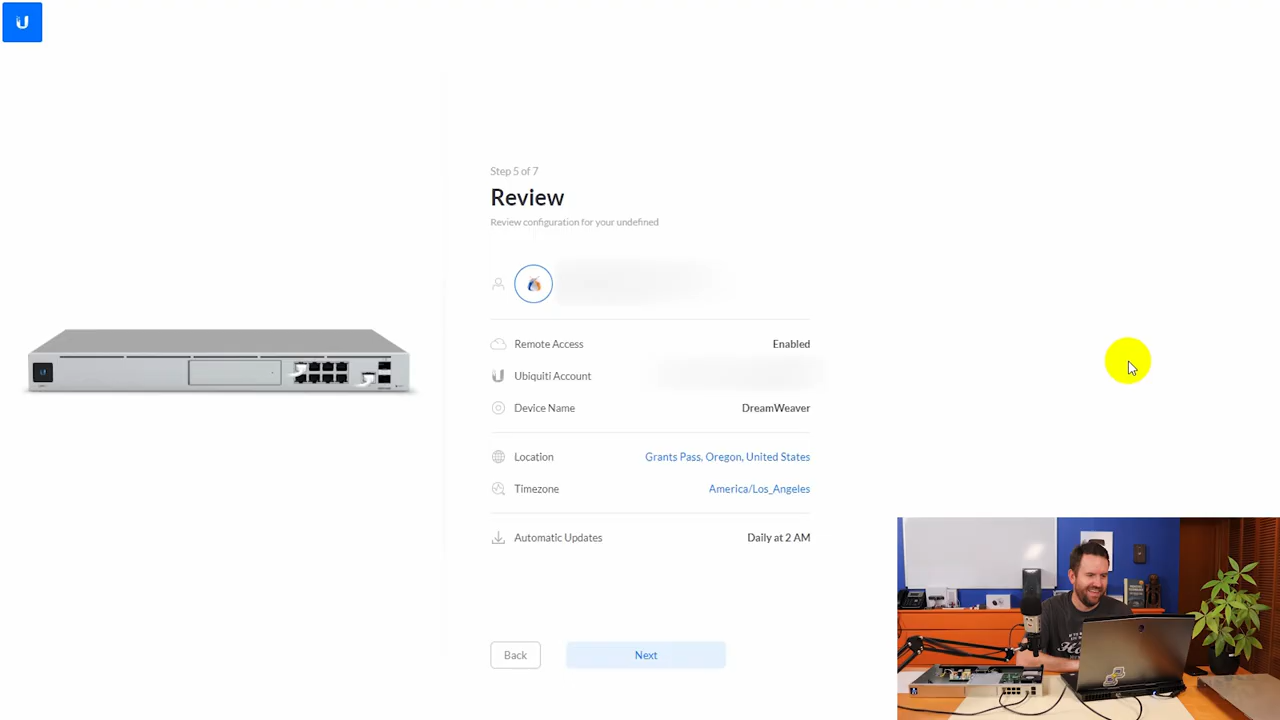 Step 5 of 7
Review
Review configuration for your undefined
Remote Access Enabled
Ubiquiti Account
Device Name DreamWeaver
Location Grants Pass, Oregon, United States
Timezone America/Los_Angeles
Automatic Updates Daily at 2 AM
Back Next